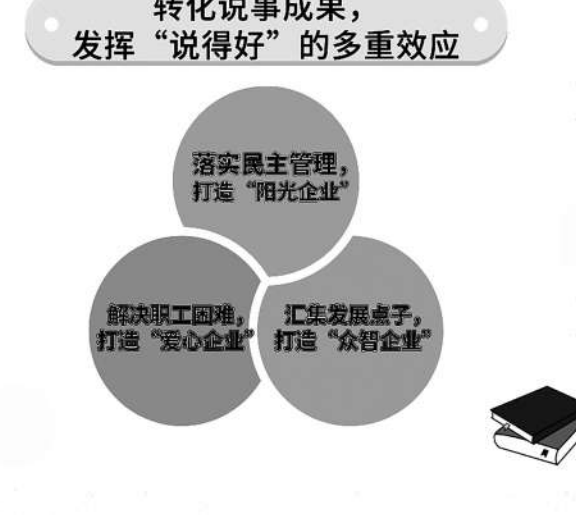 转化说事成果，
发挥“说得好”的多重效应
落实民主管理，
打造“阳光企业”
解决职工困难，
打造“爱心企业”
汇集发展点子，
打造“众智企业”